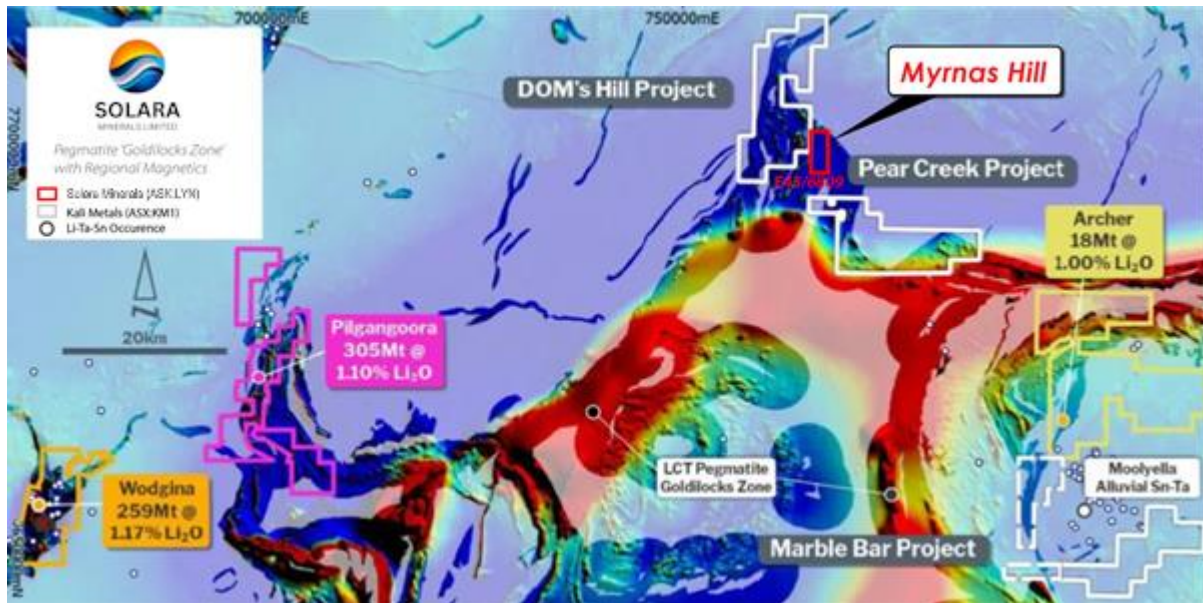 700000mE
750000mE
7700000mN
SOLARA
MINERALS LIMITED
Pegmatite 'Goldilocks Zone'
with Regional Magnetics
Solara Minerals (ASX:LYN)
Kali Metals (ASX:KM1)
Li-Ta-Sn Occurence
20km
DOM's Hill Project
Myrnas Hill
Pear Creek Project
Archer
18Mt @
1.00% Li₂O
Pilgangoora
305Mt @
1.10% Li₂O
Wodgina
259Mt @
1.17% Li₂O
LCT Pegmatite
Goldilocks Zone
Moolyella
Alluvial Sn-Ta
Marble Bar Project